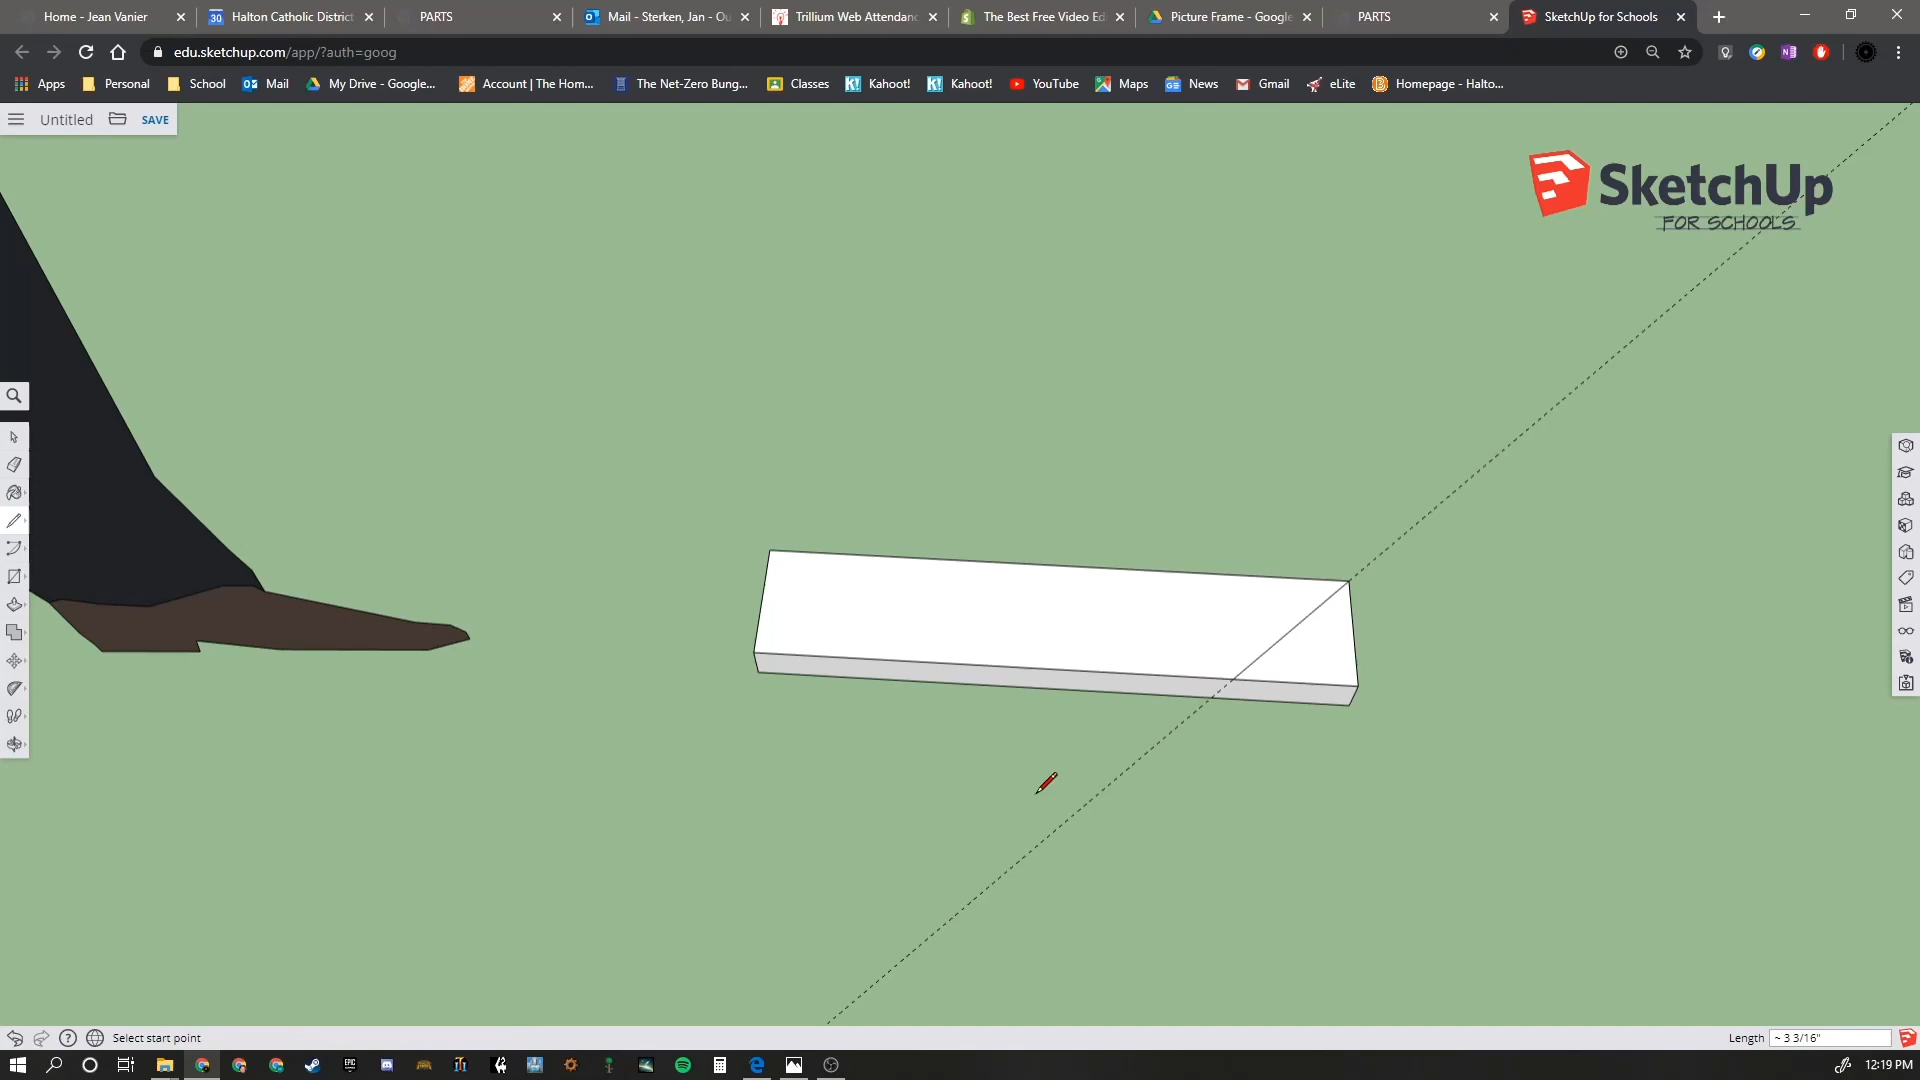 Home - Jean Vanier
Halton Catholic District
PARTS
Mail - Sterken, Jan - Ou
Trillium Web Attendanc
The Best Free Video Ed
Picture Frame - Google
PARTS
SketchUp for Schools
edu.sketchup.com/app/?auth=goog
Apps
Personal
School
Mail
My Drive - Google...
Account | The Hom...
The Net-Zero Bung...
Classes
Kahoot!
Kahoot!
YouTube
Maps
News
Gmail
eLite
Homepage - Halto...
Untitled
SAVE
SketchUp
FOR SCHOOLS
Select start point
Length
~ 3 3/16"
12:19 PM